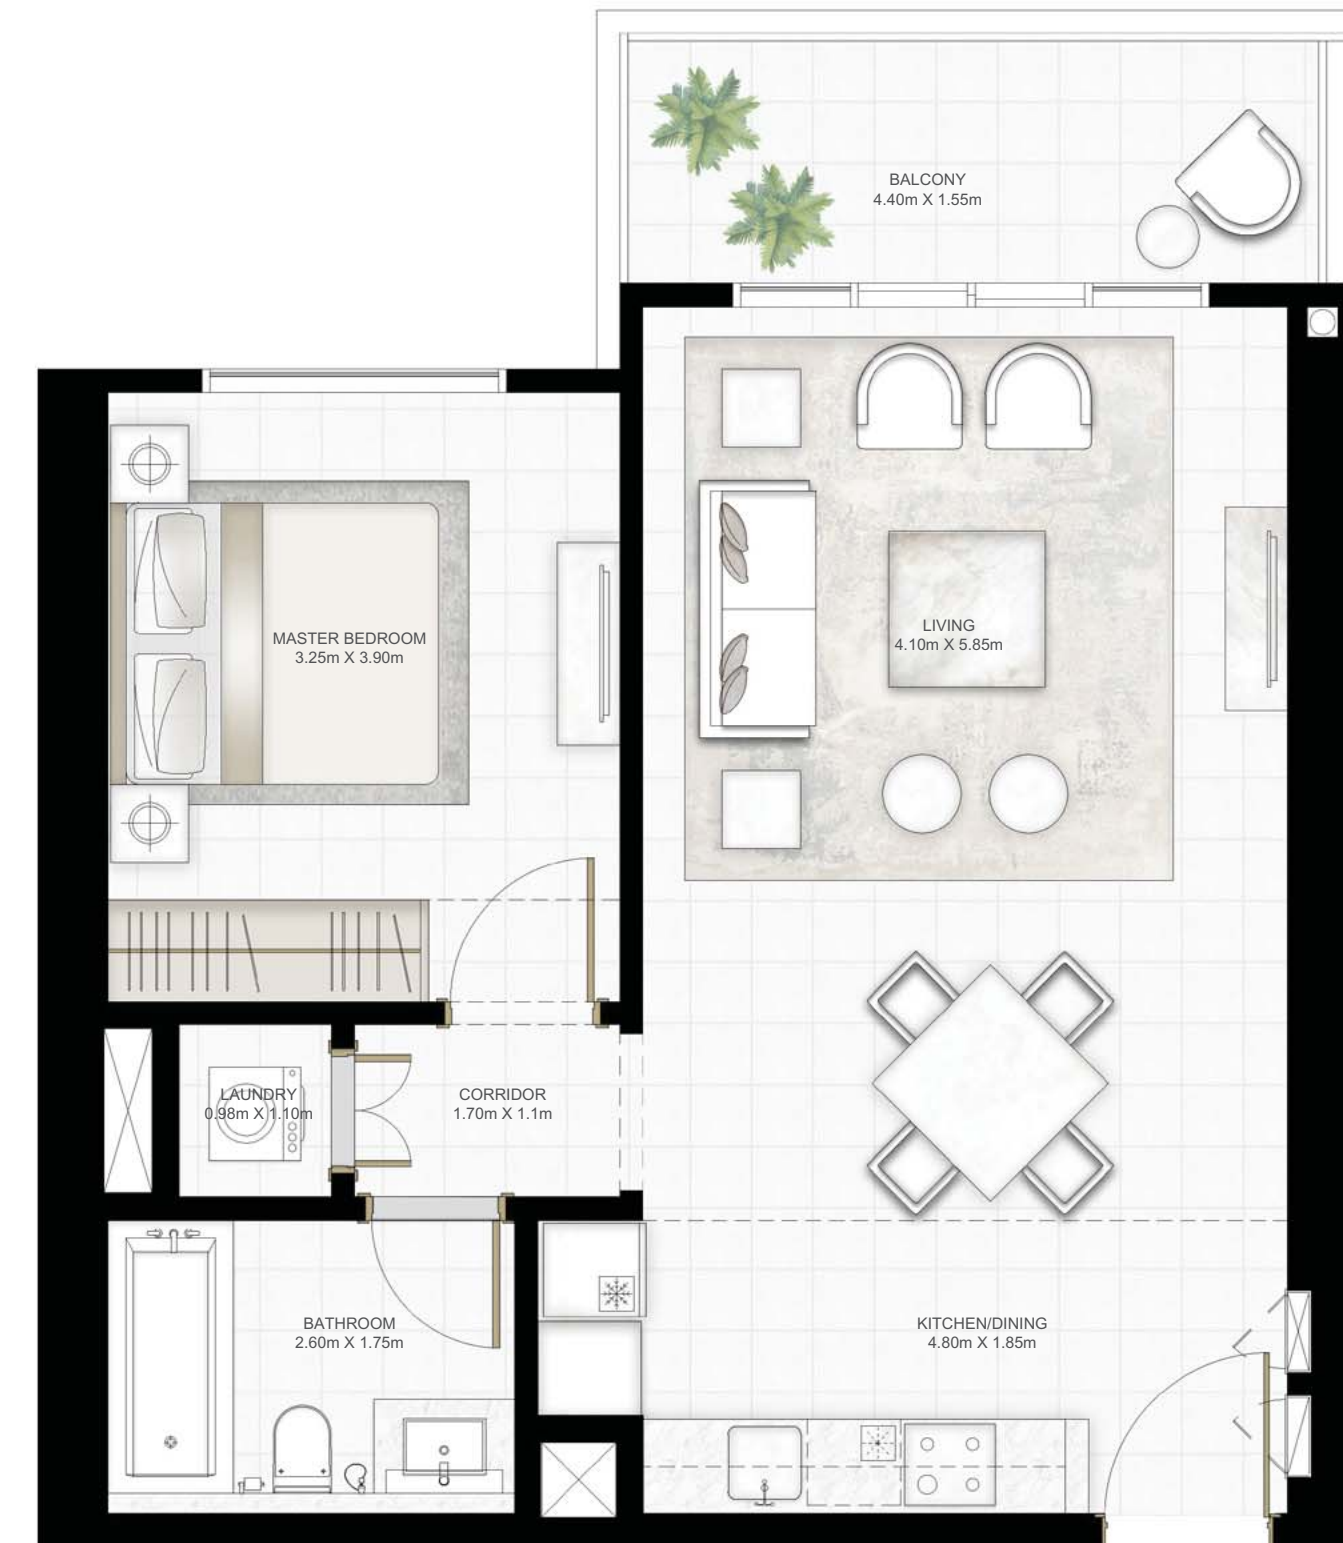 BALCONY
4.40m X 1.55m
MASTER BEDROOM
3.25m X 3.90m
LIVING
4.10m X 5.85m
LAUNDRY
0.98m X 1.10m
CORRIDOR
1.70m X 1.1m
BATHROOM
2.60m X 1.75m
KITCHEN/DINING
4.80m X 1.85m